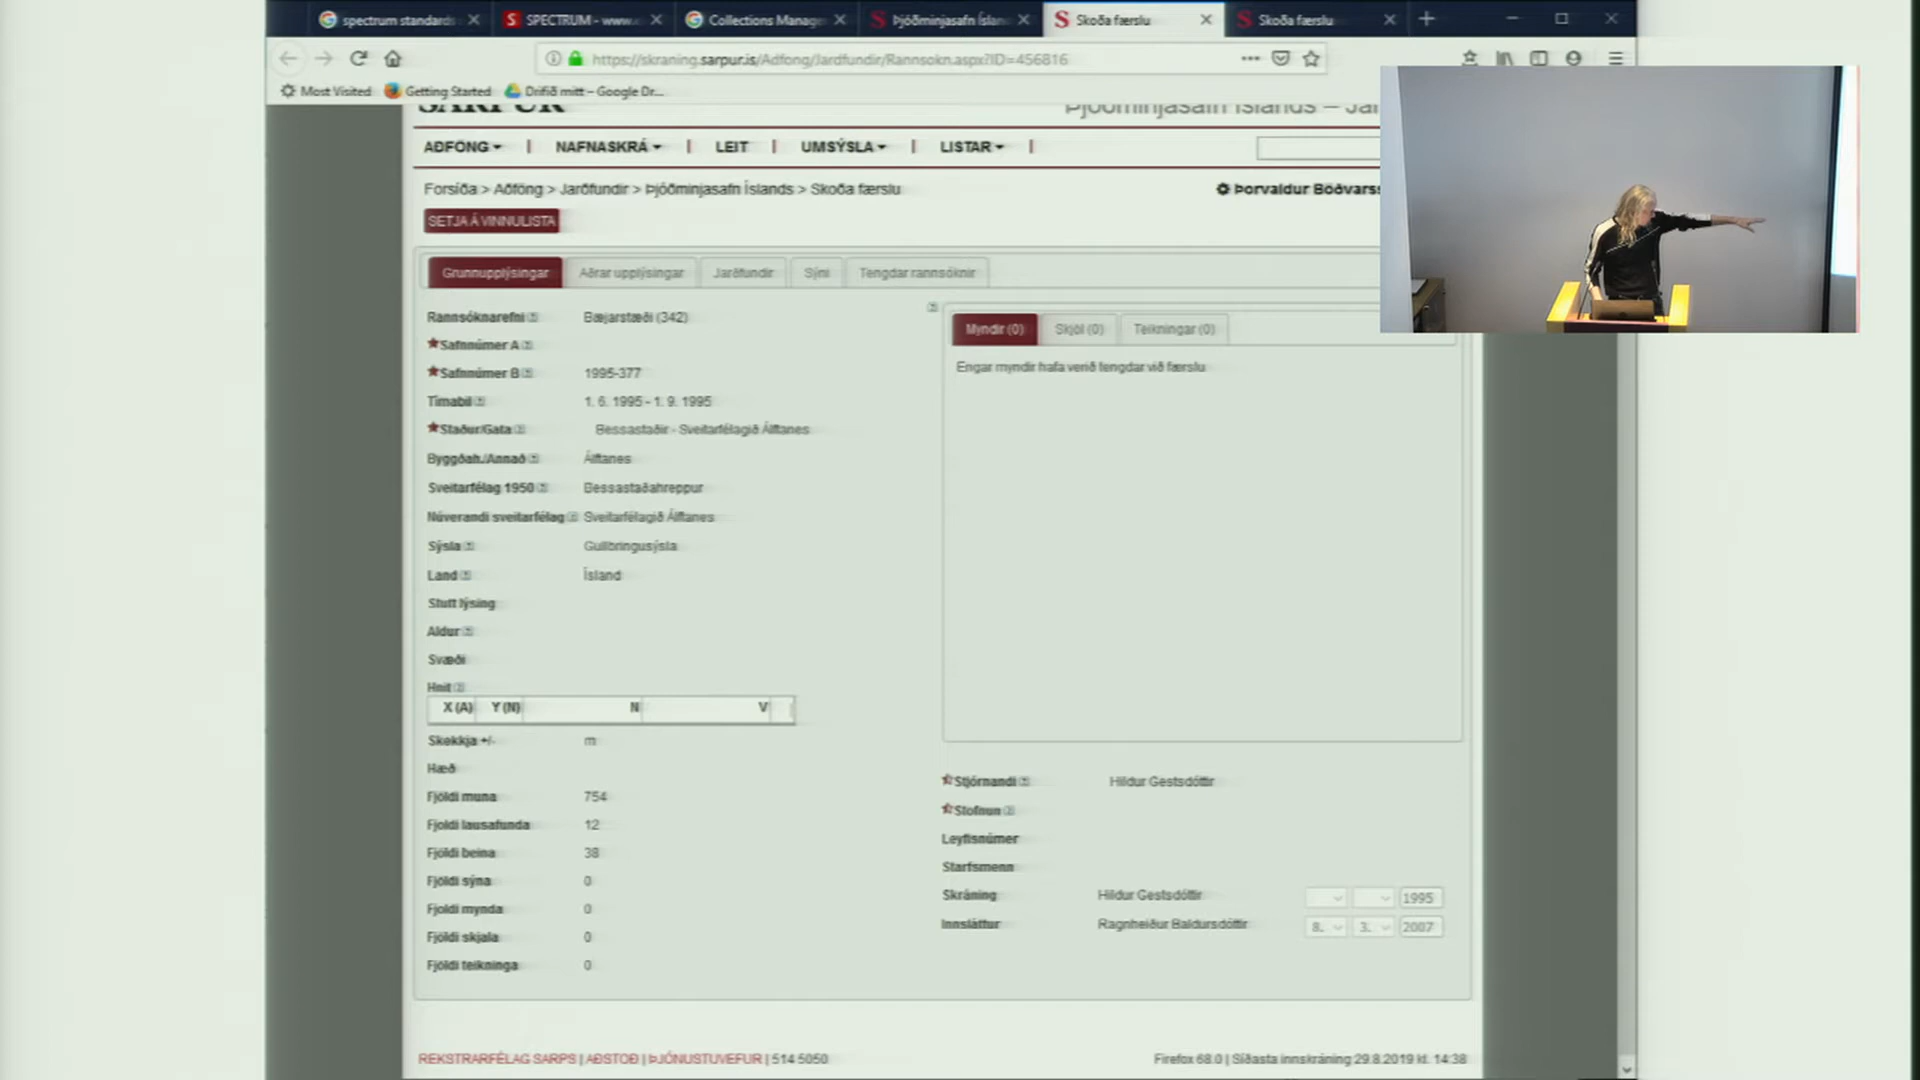 spectrum standards
SPECTRUM - www.c
Collections Manage
Þjóðminjasafn Íslan
Skoða færslu
Skoða færslu
https://skraning.sarpur.is/Adfong/Jardfundir/Rannsokn.aspx?ID=456816
Most Visited
Getting Started
Drifið mitt – Google Dr...
SARPUR
Þjóðminjasafn Íslands – Jar
AÐFÖNG
NAFNASKRÁ
LEIT
UMSÝSLA
LISTAR
Forsíða > Aðföng > Jarðfundir > Þjóðminjasafn Íslands > Skoða færslu
Þorvaldur Böðvarss
SETJA Á VINNULISTA
Grunnupplýsingar
Aðrar upplýsingar
Jarðfundir
Sýni
Tengdar rannsóknir
Rannsóknarefni Bæjarstæði (342)
Safnnúmer A
Safnnúmer B 1995-377
Tímabil 1. 6. 1995 - 1. 9. 1995
Staður/Gata Bessastaðir - Sveitarfélagið Álftanes
Byggðah./Annað Álftanes
Sveitarfélag 1950 Bessastaðahreppur
Núverandi sveitarfélag Sveitarfélagið Álftanes
Sýsla Gullbringusýsla
Land Ísland
Stutt lýsing
Aldur
Svæði
Hnit
X (A) Y (N) N V
Skekkja +/- m
Hæð
Fjöldi muna 754
Fjöldi lausafunda 12
Fjöldi beina 38
Fjöldi sýna 0
Fjöldi mynda 0
Fjöldi skjala 0
Fjöldi teikninga 0
Myndir (0)
Skjöl (0)
Teikningar (0)
Engar myndir hafa verið tengdar við færslu
Stjórnandi Hildur Gestsdóttir
Stofnun
Leyfisnúmer
Starfsmenn
Skráning Hildur Gestsdóttir 1995
Innsláttur Ragnheiður Baldursdóttir 8. 3. 2007
REKSTRARFÉLAG SARPS | AÐSTOÐ | ÞJÓNUSTUVEFUR | 514 5050
Firefox 68.0 | Síðasta innskráning 29.8.2019 kl. 14:38